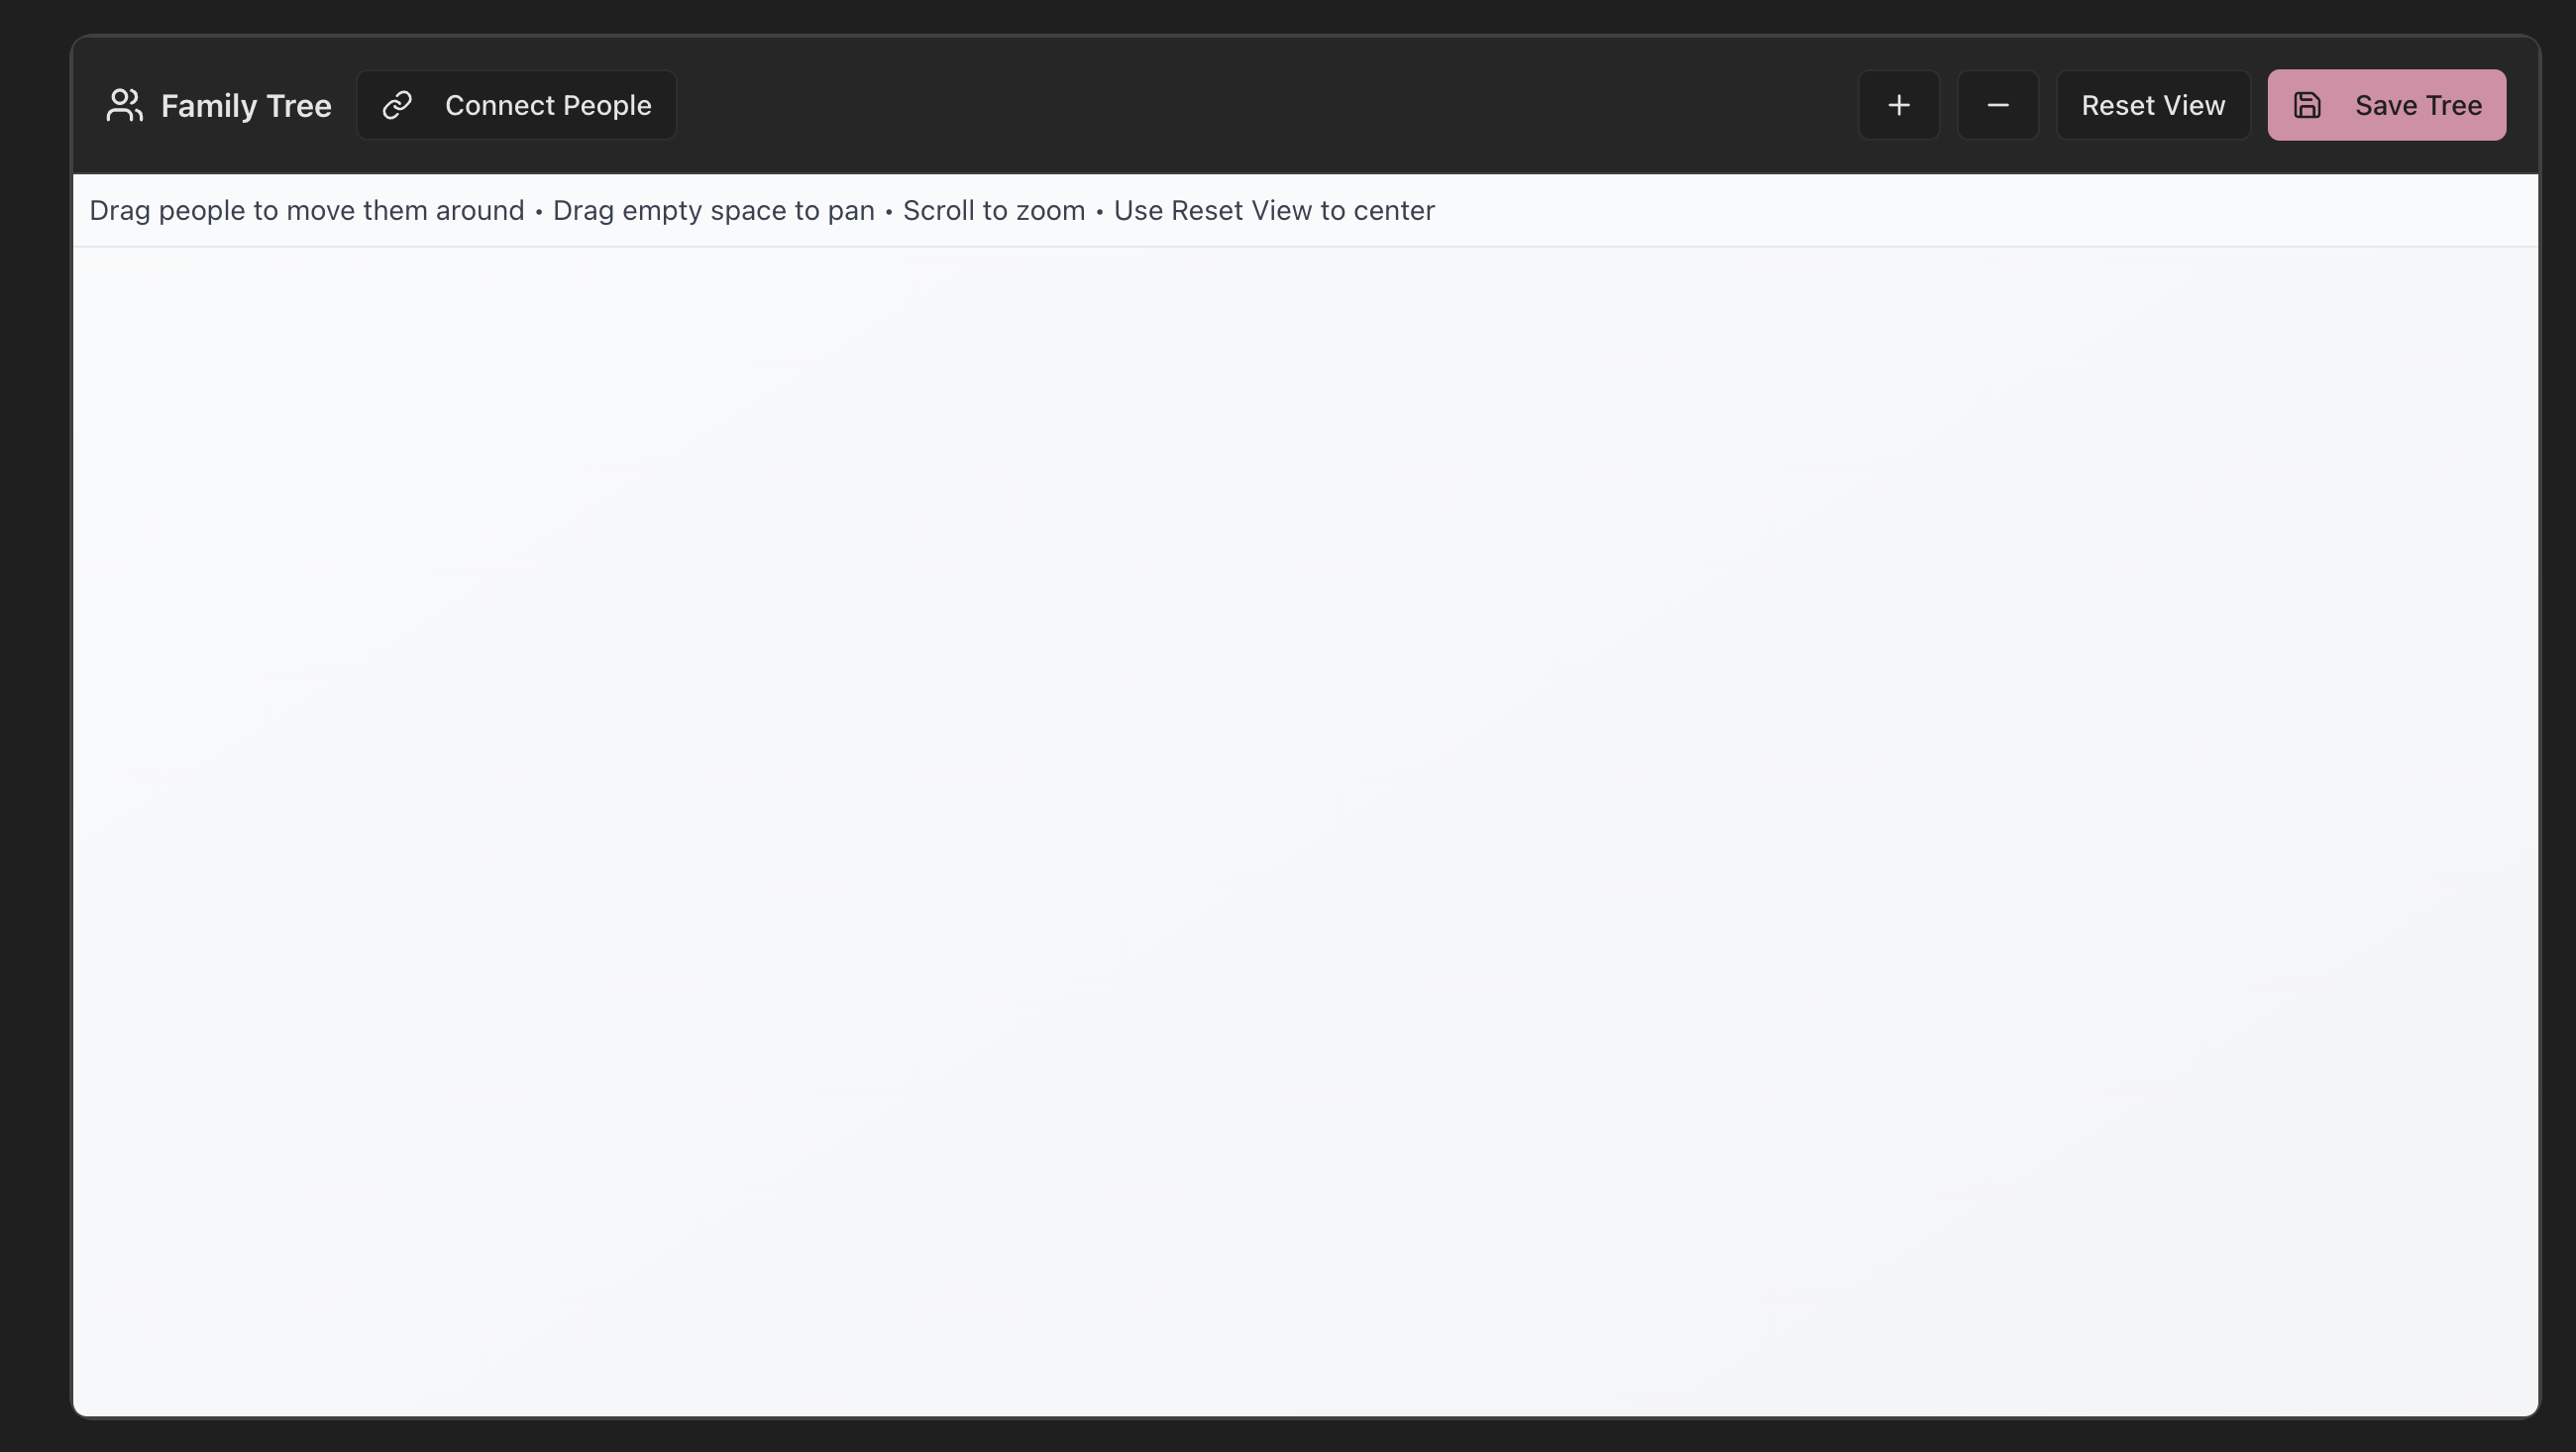 Family Tree
Connect People
Reset View
Save Tree
Drag people to move them around • Drag empty space to pan • Scroll to zoom • Use Reset View to center